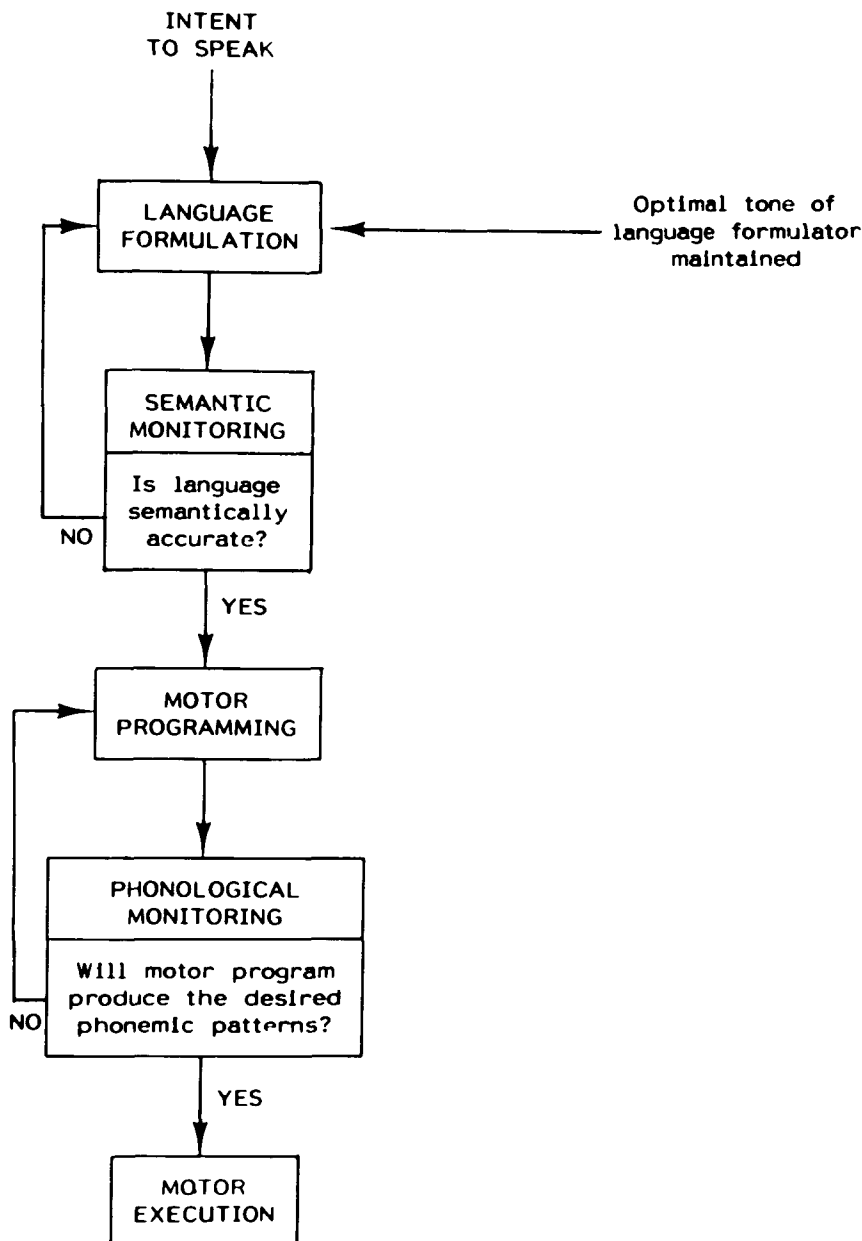 INTENT
TO SPEAK
LANGUAGE
FORMULATION
Optimal tone of
language formulator
maintained
SEMANTIC
MONITORING
Is language
semantically
accurate?
NO
YES
MOTOR
PROGRAMMING
PHONOLOGICAL
MONITORING
Will motor program
produce the desired
phonemic patterns?
NO
YES
MOTOR
EXECUTION